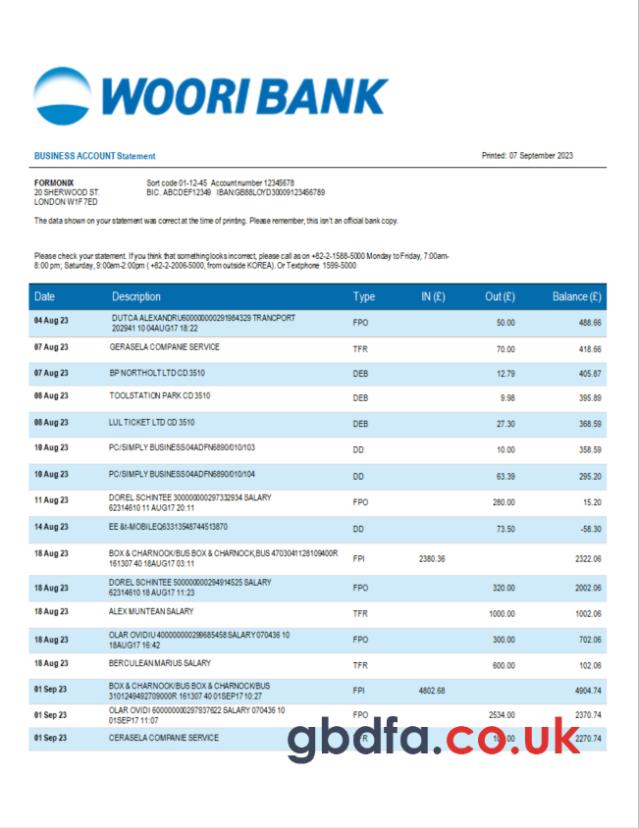 WOORI BANK
BUSINESS ACCOUNT Statement
Printed: 07 September 2023
FORMONIX
Sort code 01-12-45 Account number 12345678
20 SHERWOOD ST.
BIC. ABCDEF12349 IBAN:GB88LOYD30009123456789
LONDON W1F7ED
The data shown on your statement was correct at the time of printing. Please remember, this isn't an official bank copy.
Please check your statement. If you think that something looks incorrect, please call as on +82-2-1588-5000 Monday to Friday, 7:00am-
8:00 pm; Saturday, 9:00am-2:00pm ( +82-2-2006-5000, from outside KOREA). Or Textphone 1599-5000
Date Description Type IN (£) Out (£) Balance (£)
04 Aug 23 DUTCA ALEXANDRU600000000291984329 TRANCPORT
202941 10 04AUG17 18:22 FPO 50.00 488.66
07 Aug 23 GERASELA COMPANIE SERVICE TFR 70.00 418.66
07 Aug 23 BP NORTHOLT LTD CD 3510 DEB 12.79 405.87
08 Aug 23 TOOLSTATION PARK CD 3510 DEB 9.98 395.89
08 Aug 23 LUL TICKET LTD CD 3510 DEB 27.30 368.59
10 Aug 23 PC/SIMPLY BUSINESS04ADFN6890/010/103 DD 10.00 358.59
10 Aug 23 PC/SIMPLY BUSINESS04ADFN6890/010/104 DD 63.39 295.20
11 Aug 23 DOREL SCHINTEE 300000000297332934 SALARY
62314610 11 AUG17 20:11 FPO 280.00 15.20
14 Aug 23 EE &t-MOBILEQ63313548744513870 DD 73.50 -58.30
18 Aug 23 BOX & CHARNOCK/BUS BOX & CHARNOCK,BUS 4703041128109400R
161307 40 18AUG17 03:11 FPI 2380.36 2322.06
18 Aug 23 DOREL SCHINTEE 500000000294914525 SALARY
62314610 18 AUG17 11:23 FPO 320.00 2002.06
18 Aug 23 ALEX MUNTEAN SALARY TFR 1000.00 1002.06
18 Aug 23 OLAR OVIDIU 400000000299685458 SALARY 070436 10
18AUG17 16:42 FPO 300.00 702.06
18 Aug 23 BERCULEAN MARIUS SALARY TFR 600.00 102.06
01 Sep 23 BOX & CHARNOCK/BUS BOX & CHARNOCK/BUS
3101249492709000R 161307 40 01SEP17 10:27 FPI 4802.68 4904.74
01 Sep 23 OLAR OVIDI 600000000297937622 SALARY 070436 10
01SEP17 11:07 FPO 2534.00 2370.74
01 Sep 23 CERASELA COMPANIE SERVICE 2270.74
gbdfa.co.uk